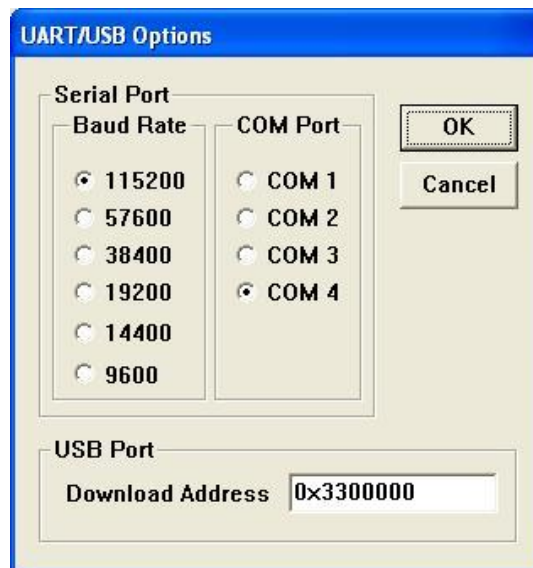 UART/USB Options
Serial Port
Baud Rate
115200
57600
38400
19200
14400
9600
COM Port
COM 1
COM 2
COM 3
COM 4
OK
Cancel
USB Port
Download Address 0x3300000